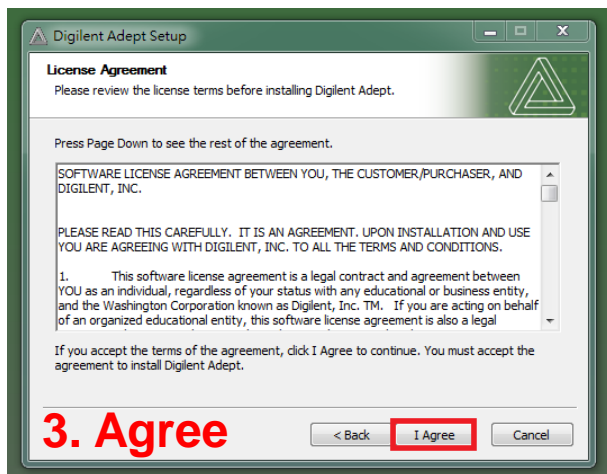 Digilent Adept Setup
License Agreement
Please review the license terms before installing Digilent Adept.
Press Page Down to see the rest of the agreement.
SOFTWARE LICENSE AGREEMENT BETWEEN YOU, THE CUSTOMER/PURCHASER, AND
DIGILENT, INC.
PLEASE READ THIS CAREFULLY.  IT IS AN AGREEMENT. UPON INSTALLATION AND USE
YOU ARE AGREEING WITH DIGILENT, INC. TO ALL THE TERMS AND CONDITIONS.
1. This software license agreement is a legal contract and agreement between
YOU as an individual, regardless of your status with any educational or business entity,
and the Washington Corporation known as Digilent, Inc. TM.  If you are acting on behalf
of an organized educational entity, this software license agreement is also a legal
If you accept the terms of the agreement, click I Agree to continue. You must accept the
agreement to install Digilent Adept.
3. Agree
< Back
I Agree
Cancel